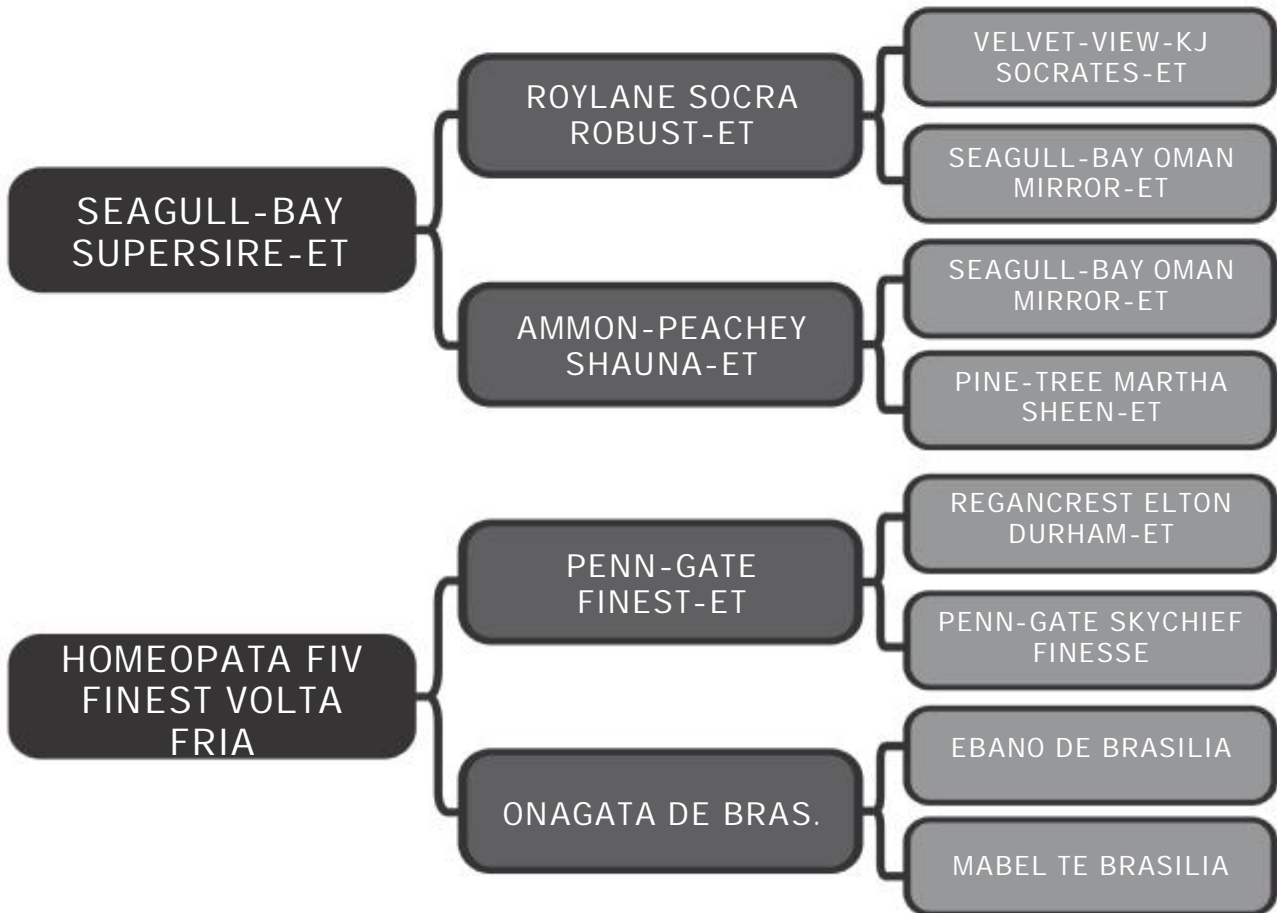 SEAGULL-BAY
SUPERSIRE-ET
ROYLANE SOCRA
ROBUST-ET
VELVET-VIEW-KJ
SOCRATES-ET
SEAGULL-BAY OMAN
MIRROR-ET
AMMON-PEACHEY
SHAUNA-ET
SEAGULL-BAY OMAN
MIRROR-ET
PINE-TREE MARTHA
SHEEN-ET
HOMEOPATA FIV
FINEST VOLTA
FRIA
PENN-GATE
FINEST-ET
REGANCREST ELTON
DURHAM-ET
PENN-GATE SKYCHIEF
FINESSE
ONAGATA DE BRAS.
EBANO DE BRASILIA
MABEL TE BRASILIA